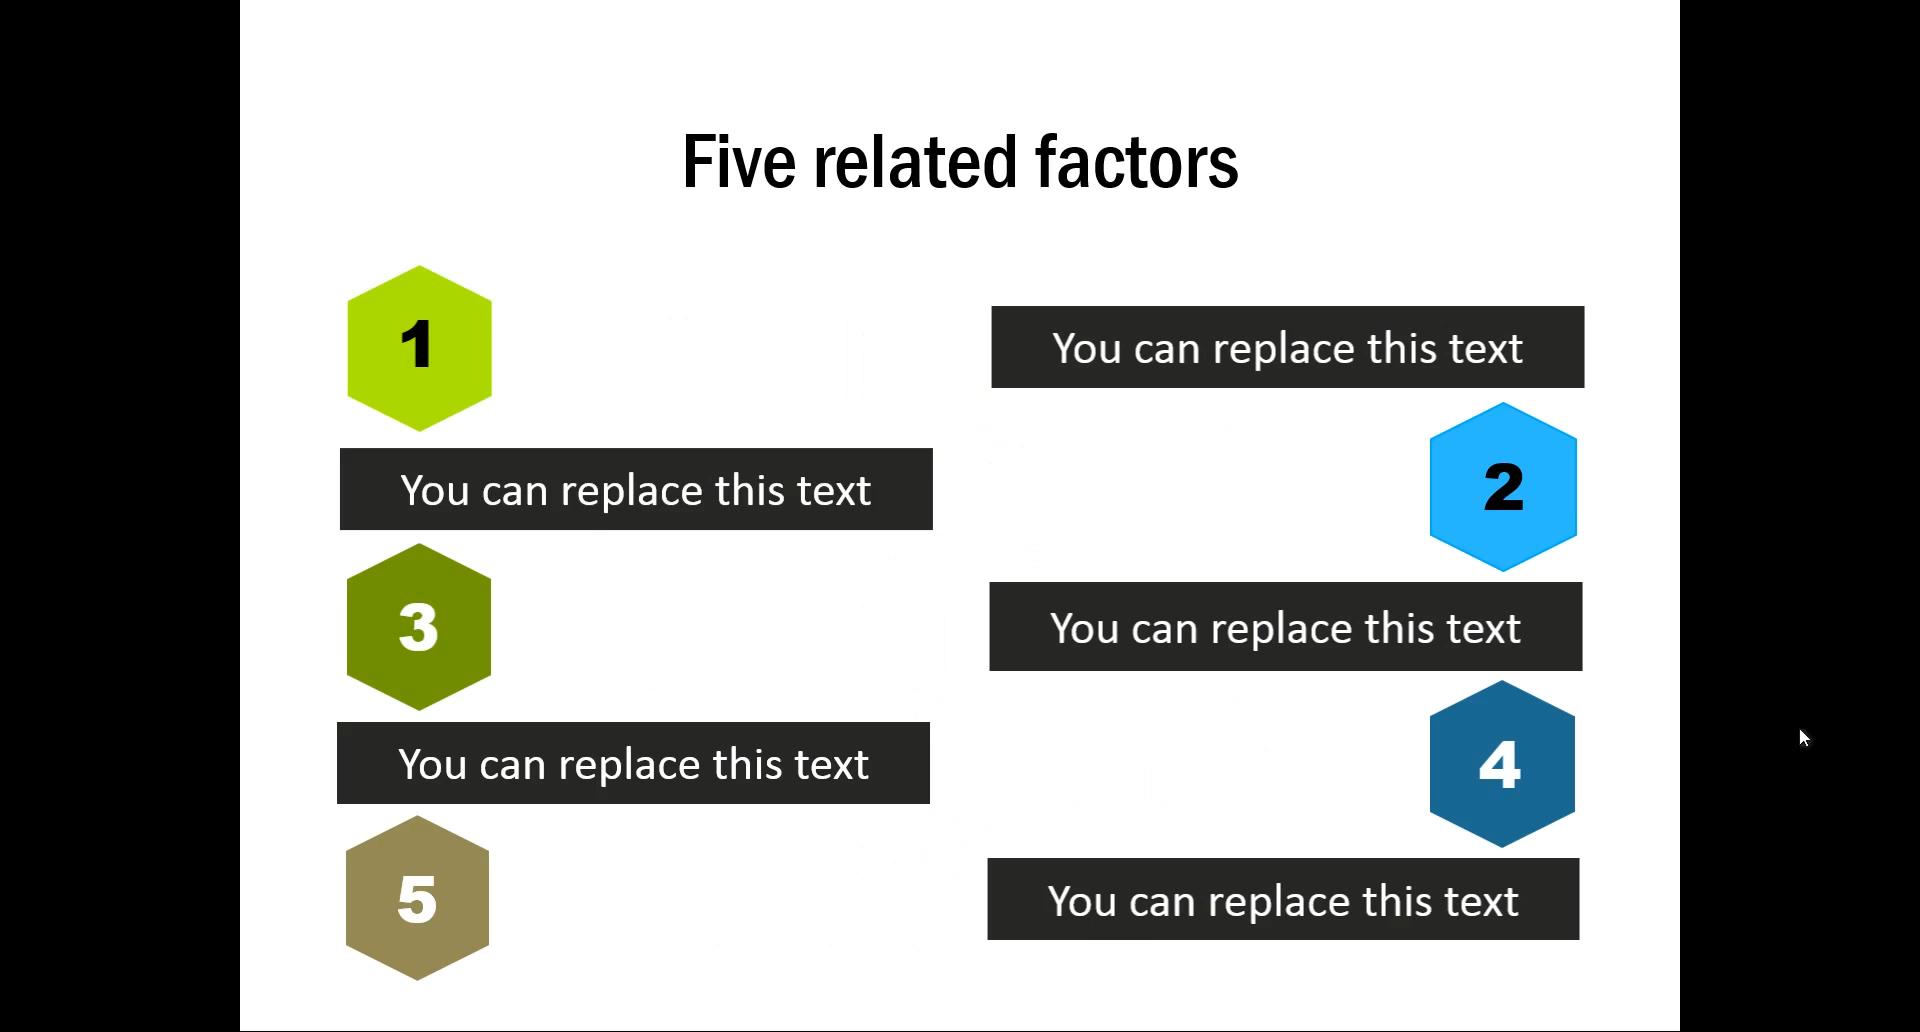 Five related factors
1
You can replace this text
You can replace this text
2
3
You can replace this text
You can replace this text
4
5
You can replace this text